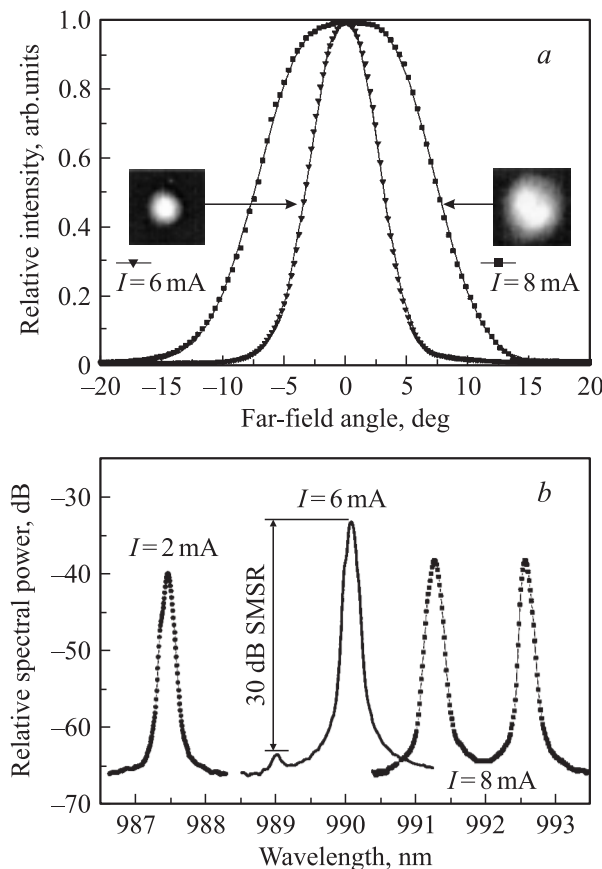 1.0
a
0.8
Relative intensity, arb.units
0.6
0.4
I = 6 mA
I = 8 mA
0.2
0
−20 −15 −10 −5 0 5 10 15 20
Far-field angle, deg
b
−30
I = 6 mA
I = 2 mA
−40
Relative spectral power, dB
−50
30 dB SMSR
−60
I = 8 mA
−70
987 988 989 990 991 992 993
Wavelength, nm